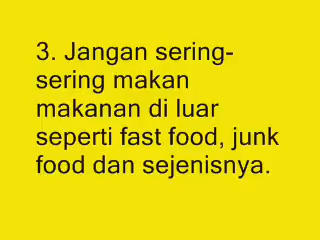 3. Jangan sering-
sering makan
makanan di luar
seperti fast food, junk
food dan sejenisnya.